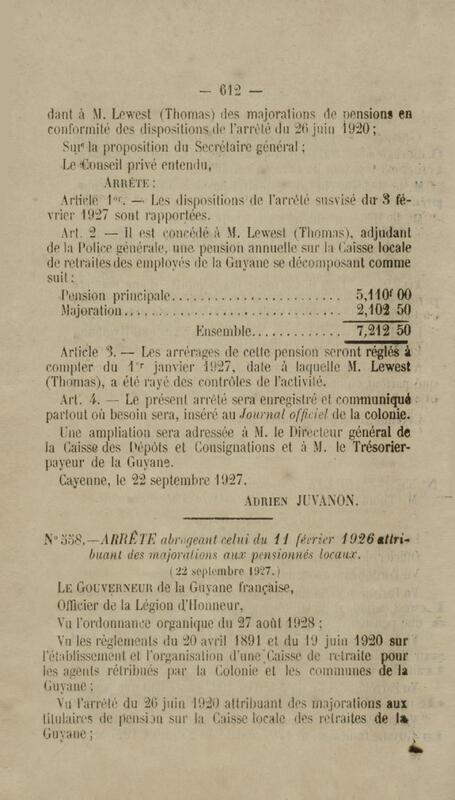 — 612 —
dant à M. Lewest (Thomas) des majorations de pensions en
conformité des dispositions de l'arrêté du 26 juin 1920 ;
Sur la proposition du Secrétaire général ;
Le Conseil privé entendu,
ARRÊTE :
Article 1er. — Les dispositions de l'arrêté susvisé du 3 fé-
vrier 1927 sont rapportées.
Art. 2 — Il est concédé à M. Lewest (Thomas), adjudant
de la Police générale, une pension annuelle sur la Caisse locale
de retraites des employés de la Guyane se décomposant comme
suit :
Pension principale............................ 5,110f 00
Majoration.................................... 2,102 50
Ensemble............. 7,212 50
Article 3. — Les arrérages de cette pension seront réglés à
compter du 1er janvier 1927, date à laquelle M. Lewest
(Thomas), a été rayé des contrôles de l'activité.
Art. 4. — Le présent arrêté sera enregistré et communiqué
partout où besoin sera, inséré au Journal officiel de la colonie.
Une ampliation sera adressée à M. le Directeur général de
la Caisse des Dépôts et Consignations et à M. le Trésorier-
payeur de la Guyane.
Cayenne, le 22 septembre 1927.
ADRIEN JUVANON.
N° 558.—ARRÊTÉ abrogeant celui du 11 février 1926 attri-
buant des majorations aux pensionnés locaux.
(22 septembre 1927.)
LE GOUVERNEUR de la Guyane française,
Officier de la Légion d'Honneur,
Vu l'ordonnance organique du 27 août 1928 ;
Vu les règlements du 20 avril 1891 et du 19 juin 1920 sur
l'établissement et l'organisation d'une Caisse de retraite pour
les agents rétribués par la Colonie et les communes de la
Guyane ;
Vu l'arrêté du 26 juin 1920 attribuant des majorations aux
titulaires de pension sur la Caisse locale des retraites de la
Guyane ;